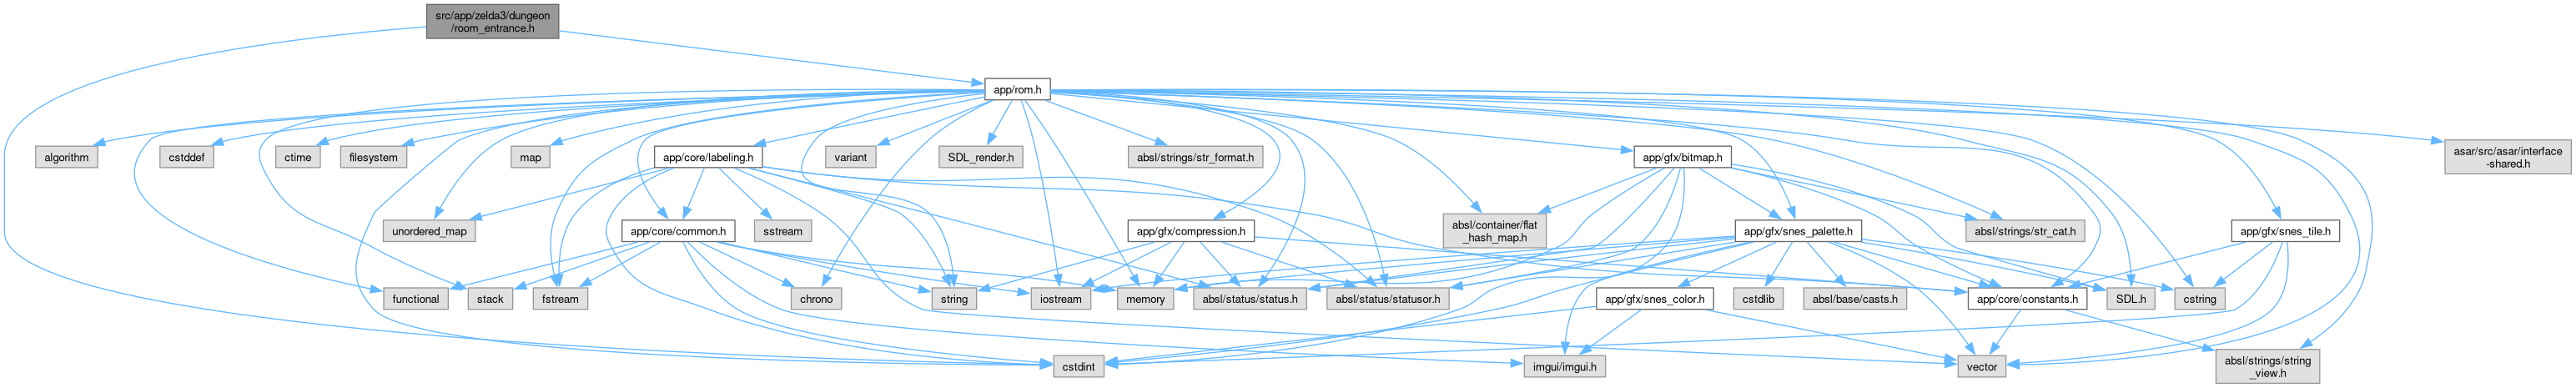 src/app/zelda3/dungeon
/room_entrance.h
app/rom.h
algorithm
cstddef
ctime
filesystem
map
app/core/labeling.h
variant
SDL_render.h
absl/strings/str_format.h
app/gfx/bitmap.h
asar/src/asar/interface
-shared.h
unordered_map
app/core/common.h
sstream
app/gfx/compression.h
absl/container/flat
_hash_map.h
app/gfx/snes_palette.h
absl/strings/str_cat.h
app/gfx/snes_tile.h
functional
stack
fstream
chrono
string
iostream
memory
absl/status/status.h
absl/status/statusor.h
app/gfx/snes_color.h
cstdlib
absl/base/casts.h
app/core/constants.h
SDL.h
cstring
cstdint
imgui/imgui.h
vector
absl/strings/string
_view.h